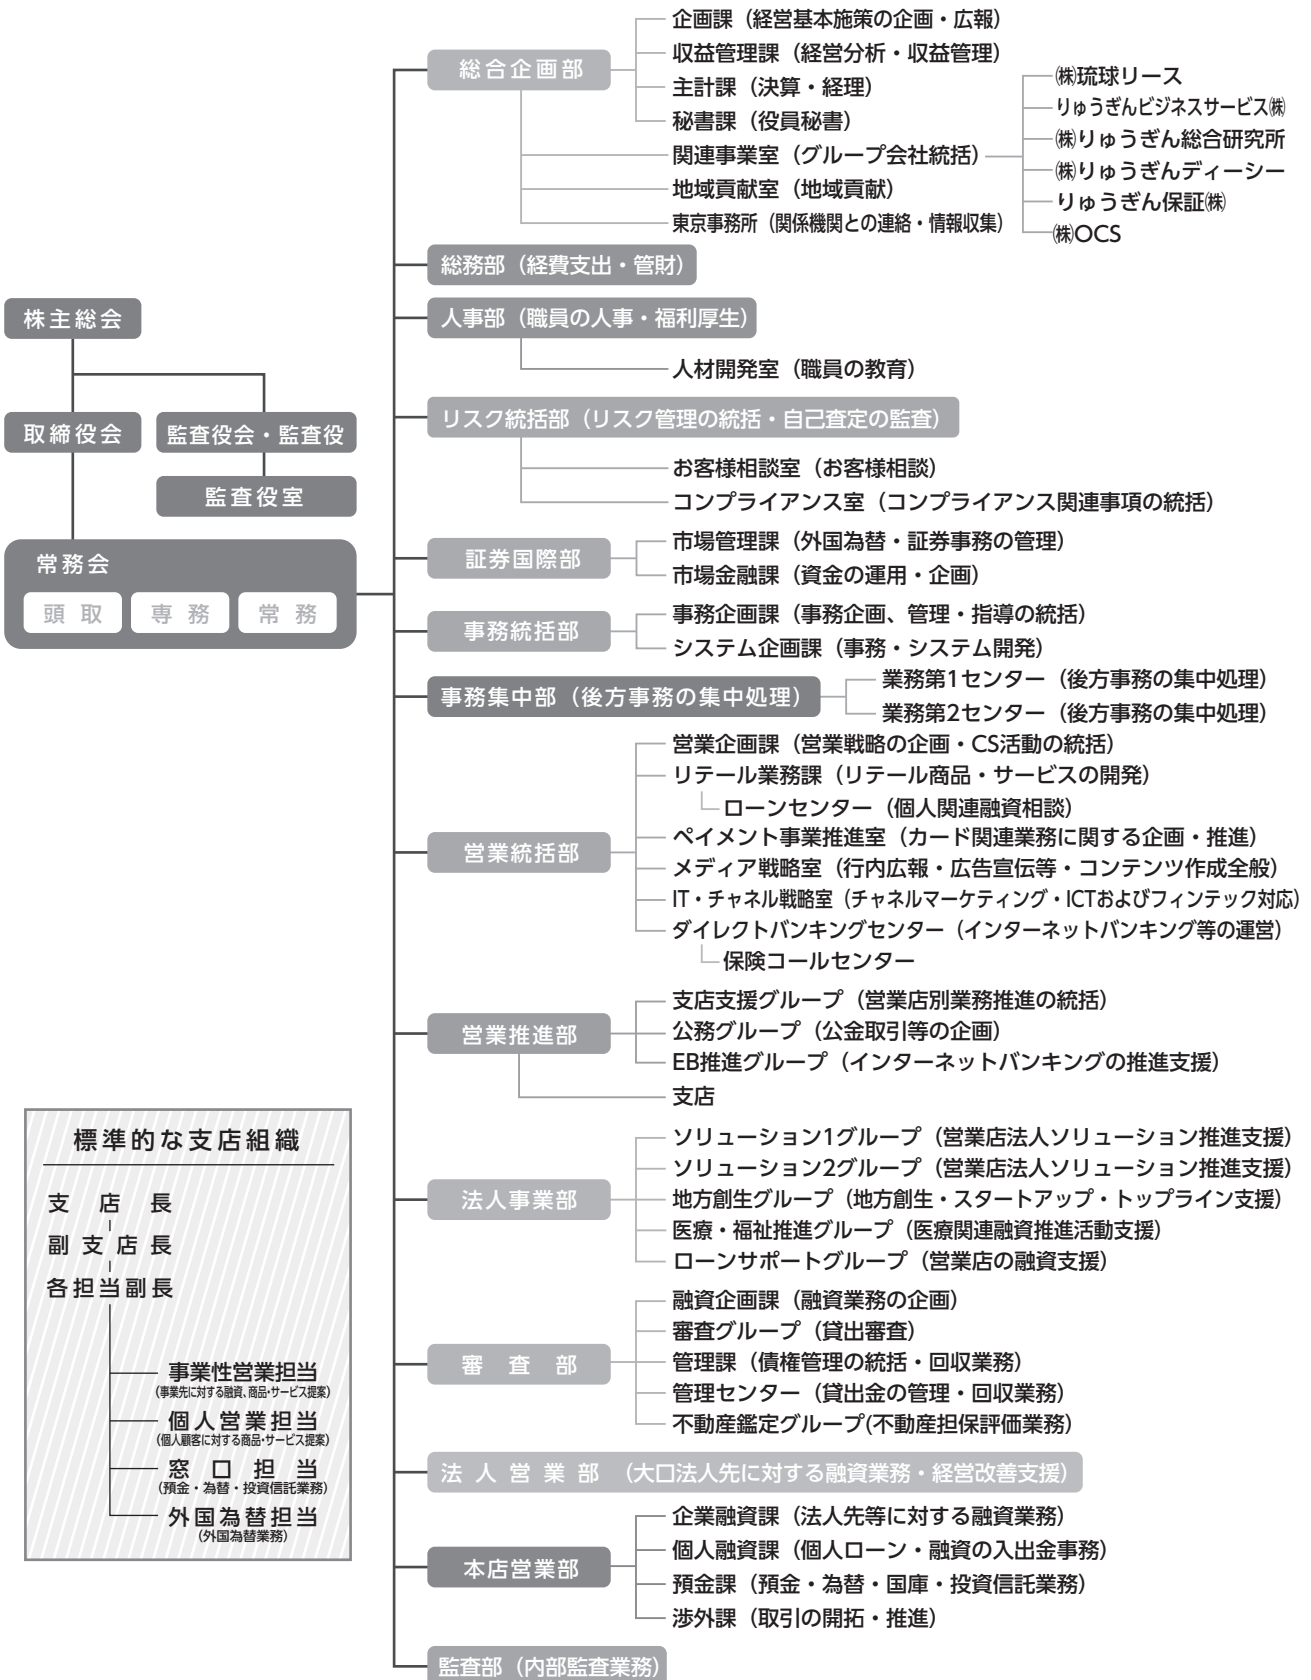 株主総会
取締役会
監査役会・監査役
監査役室
常務会
頭取
専務
常務
総合企画部
企画課（経営基本施策の企画・広報）
収益管理課（経営分析・収益管理）
主計課（決算・経理）
秘書課（役員秘書）
関連事業室（グループ会社統括）
㈱琉球リース
りゅうぎんビジネスサービス㈱
㈱りゅうぎん総合研究所
㈱りゅうぎんディーシー
りゅうぎん保証㈱
㈱OCS
地域貢献室（地域貢献）
東京事務所（関係機関との連絡・情報収集）
総務部（経費支出・管財）
人事部（職員の人事・福利厚生）
人材開発室（職員の教育）
リスク統括部（リスク管理の統括・自己査定の監査）
お客様相談室（お客様相談）
コンプライアンス室（コンプライアンス関連事項の統括）
証券国際部
市場管理課（外国為替・証券事務の管理）
市場金融課（資金の運用・企画）
事務統括部
事務企画課（事務企画、管理・指導の統括）
システム企画課（事務・システム開発）
事務集中部（後方事務の集中処理）
業務第1センター（後方事務の集中処理）
業務第2センター（後方事務の集中処理）
営業統括部
営業企画課（営業戦略の企画・CS活動の統括）
リテール業務課（リテール商品・サービスの開発）
ローンセンター（個人関連融資相談）
ペイメント事業推進室（カード関連業務に関する企画・推進）
メディア戦略室（行内広報・広告宣伝等・コンテンツ作成全般）
IT・チャネル戦略室（チャネルマーケティング・ICTおよびフィンテック対応）
ダイレクトバンキングセンター（インターネットバンキング等の運営）
保険コールセンター
営業推進部
支店支援グループ（営業店別業務推進の統括）
公務グループ（公金取引等の企画）
EB推進グループ（インターネットバンキングの推進支援）
支店
法人事業部
ソリューション1グループ（営業店法人ソリューション推進支援）
ソリューション2グループ（営業店法人ソリューション推進支援）
地方創生グループ（地方創生・スタートアップ・トップライン支援）
医療・福祉推進グループ（医療関連融資推進活動支援）
ローンサポートグループ（営業店の融資支援）
審査部
融資企画課（融資業務の企画）
審査グループ（貸出審査）
管理課（債権管理の統括・回収業務）
管理センター（貸出金の管理・回収業務）
不動産鑑定グループ(不動産担保評価業務）
法人営業部（大口法人先に対する融資業務・経営改善支援）
本店営業部
企業融資課（法人先等に対する融資業務）
個人融資課（個人ローン・融資の入出金事務）
預金課（預金・為替・国庫・投資信託業務）
渉外課（取引の開拓・推進）
監査部（内部監査業務）
標準的な支店組織
支店長
副支店長
各担当副長
事業性営業担当
（事業先に対する融資、商品・サービス提案）
個人営業担当
（個人顧客に対する商品・サービス提案）
窓口担当
（預金・為替・投資信託業務）
外国為替担当
（外国為替業務）